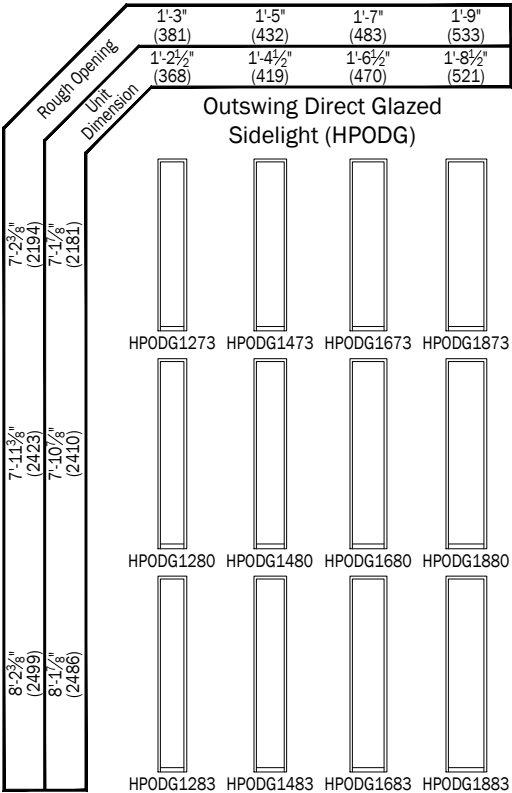 1'-3" 1'-5" 1'-7" 1'-9"
(381) (432) (483) (533)
Rough Opening
1'-2½" 1'-4½" 1'-6½" 1'-8½"
(368) (419) (470) (521)
Unit
Dimension
Outswing Direct Glazed
Sidelight (HPODG)
7'-2⅜"
(2194)
7'-1⅞"
(2181)
HPODG1273 HPODG1473 HPODG1673 HPODG1873
7'-11⅜"
(2423)
7'-10⅞"
(2410)
HPODG1280 HPODG1480 HPODG1680 HPODG1880
8'-2⅜"
(2499)
8'-1⅞"
(2486)
HPODG1283 HPODG1483 HPODG1683 HPODG1883